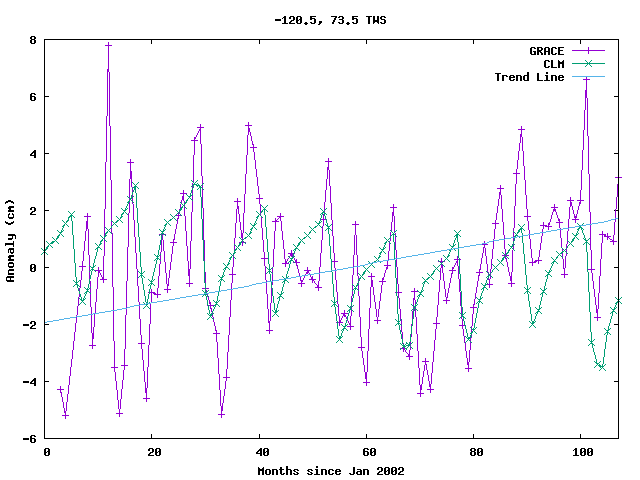 -120.5, 73.5 TWS
GRACE
CLM
Trend Line
8
6
4
2
0
-2
-4
-6
Anomaly (cm)
0 20 40 60 80 100
Months since Jan 2002